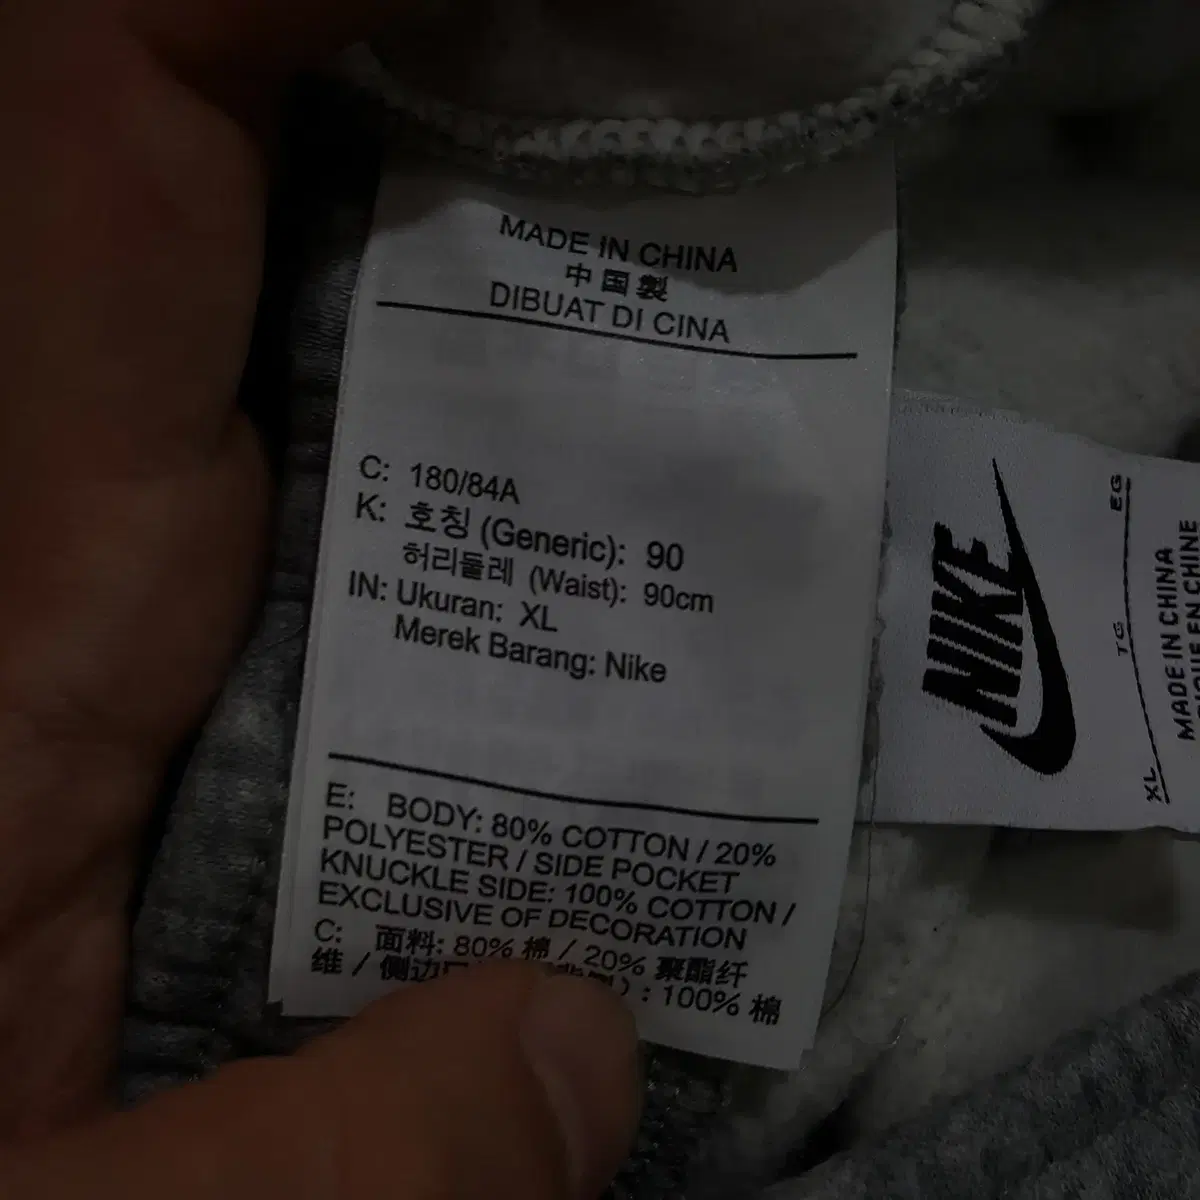 MADE IN CHINA
中国製
DIBUAT DI CINA
C: 180/84A
K: 호칭 (Generic): 90
허리둘레 (Waist): 90cm
IN: Ukuran: XL
Merek Barang: Nike
E: BODY: 80% COTTON / 20%
POLYESTER / SIDE POCKET
KNUCKLE SIDE: 100% COTTON /
EXCLUSIVE OF DECORATION
C: 面料: 80% 棉 / 20% 聚酯纤
维 / 侧边口 ) : 100% 棉
NIKE
XL TG EG
MADE IN CHINA
EN CHINE